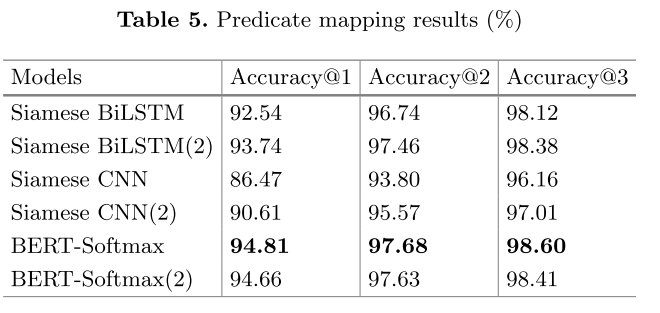 Table 5. Predicate mapping results (%)
Models Accuracy@1 Accuracy@2 Accuracy@3
Siamese BiLSTM 92.54 96.74 98.12
Siamese BiLSTM(2) 93.74 97.46 98.38
Siamese CNN 86.47 93.80 96.16
Siamese CNN(2) 90.61 95.57 97.01
BERT-Softmax 94.81 97.68 98.60
BERT-Softmax(2) 94.66 97.63 98.41